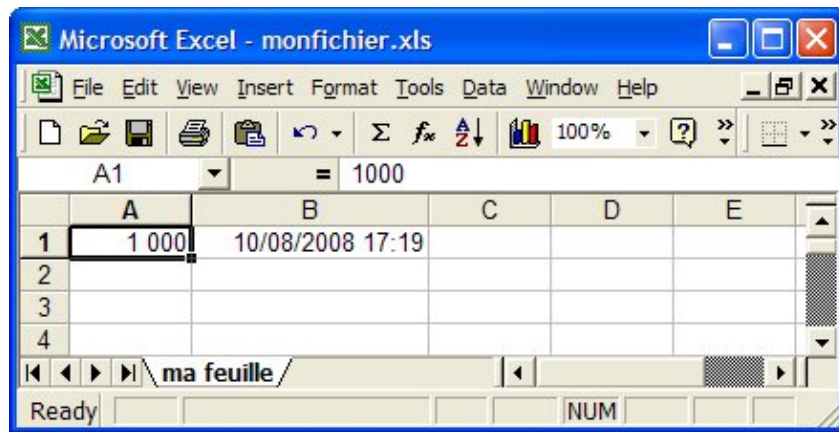 Microsoft Excel - monfichier.xls
File Edit View Insert Format Tools Data Window Help
Σ fx A Z 100% ? » »
A1 = 1000
A B C D E
1 1 000 10/08/2008 17:19
2
3
4
ma feuille
Ready NUM